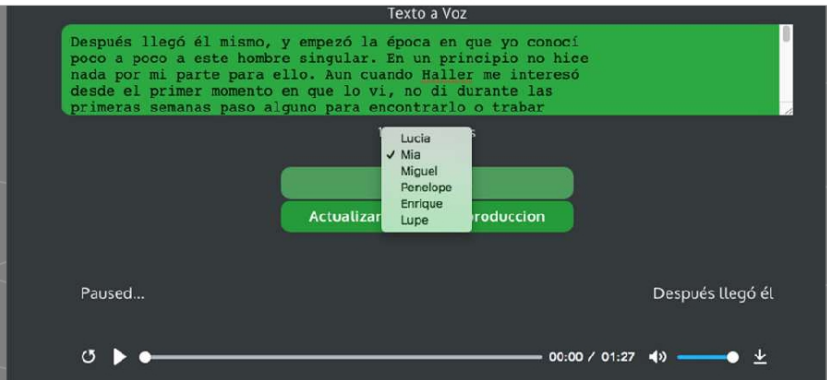 Texto a Voz
Después llegó él mismo, y empezó la época en que yo conocí
poco a poco a este hombre singular. En un principio no hice
nada por mi parte para ello. Aun cuando Haller me interesó
desde el primer momento en que lo vi, no di durante las
primeras semanas paso alguno para encontrarlo o trabar
Lucia
✓ Mia
Miguel
Penelope
Enrique
Lupe
Actualizar roduccion
Paused...
Después llegó él
00:00 / 01:27